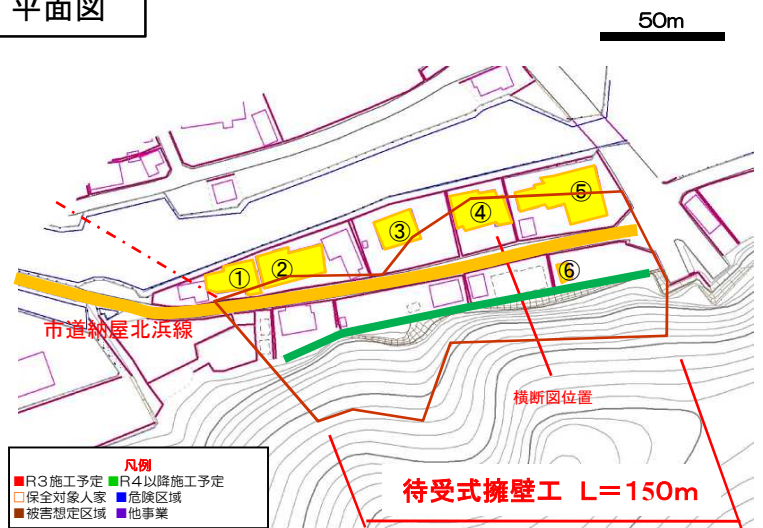 平面図
50m
①
②
③
④
⑤
⑥
市道納屋北浜線
横断図位置
待受式擁壁工 L=150m
凡例
■R3施工予定 ■R4以降施工予定
□保全対象人家 ■危険区域
■被害想定区域 ■他事業